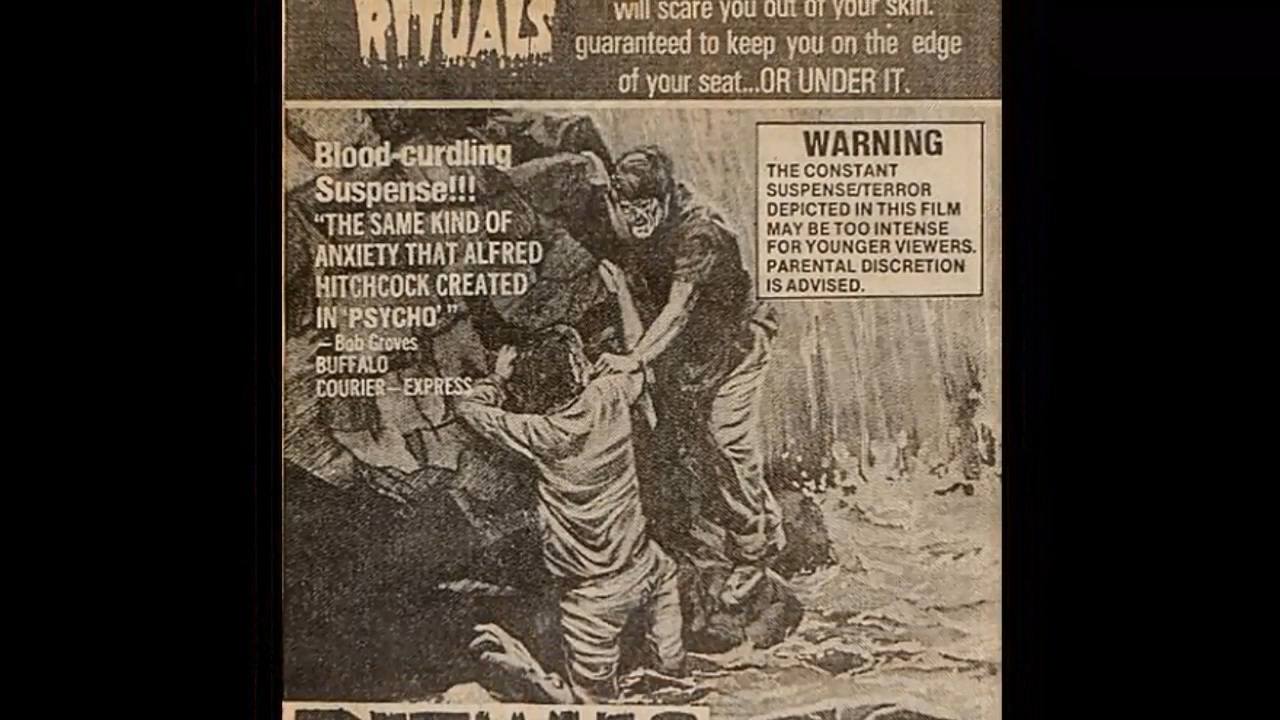 RITUALS
will scare you out of your skin.
guaranteed to keep you on the edge
of your seat...OR UNDER IT.
Blood-curdling
Suspense!!!
"THE SAME KIND OF
ANXIETY THAT ALFRED
HITCHCOCK CREATED
IN 'PSYCHO'"
— Bob Groves
BUFFALO
COURIER—EXPRESS
WARNING
THE CONSTANT
SUSPENSE/TERROR
DEPICTED IN THIS FILM
MAY BE TOO INTENSE
FOR YOUNGER VIEWERS.
PARENTAL DISCRETION
IS ADVISED.